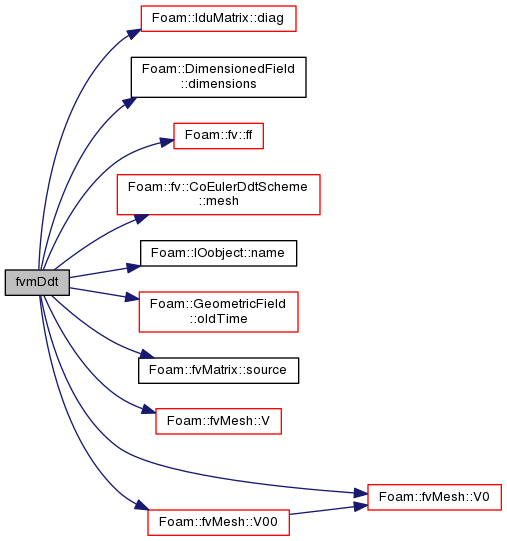 Foam::lduMatrix::diag
Foam::DimensionedField
::dimensions
Foam::fv::ff
Foam::fv::CoEulerDdtScheme
::mesh
Foam::IOobject::name
fvmDdt
Foam::GeometricField
::oldTime
Foam::fvMatrix::source
Foam::fvMesh::V
Foam::fvMesh::V0
Foam::fvMesh::V00